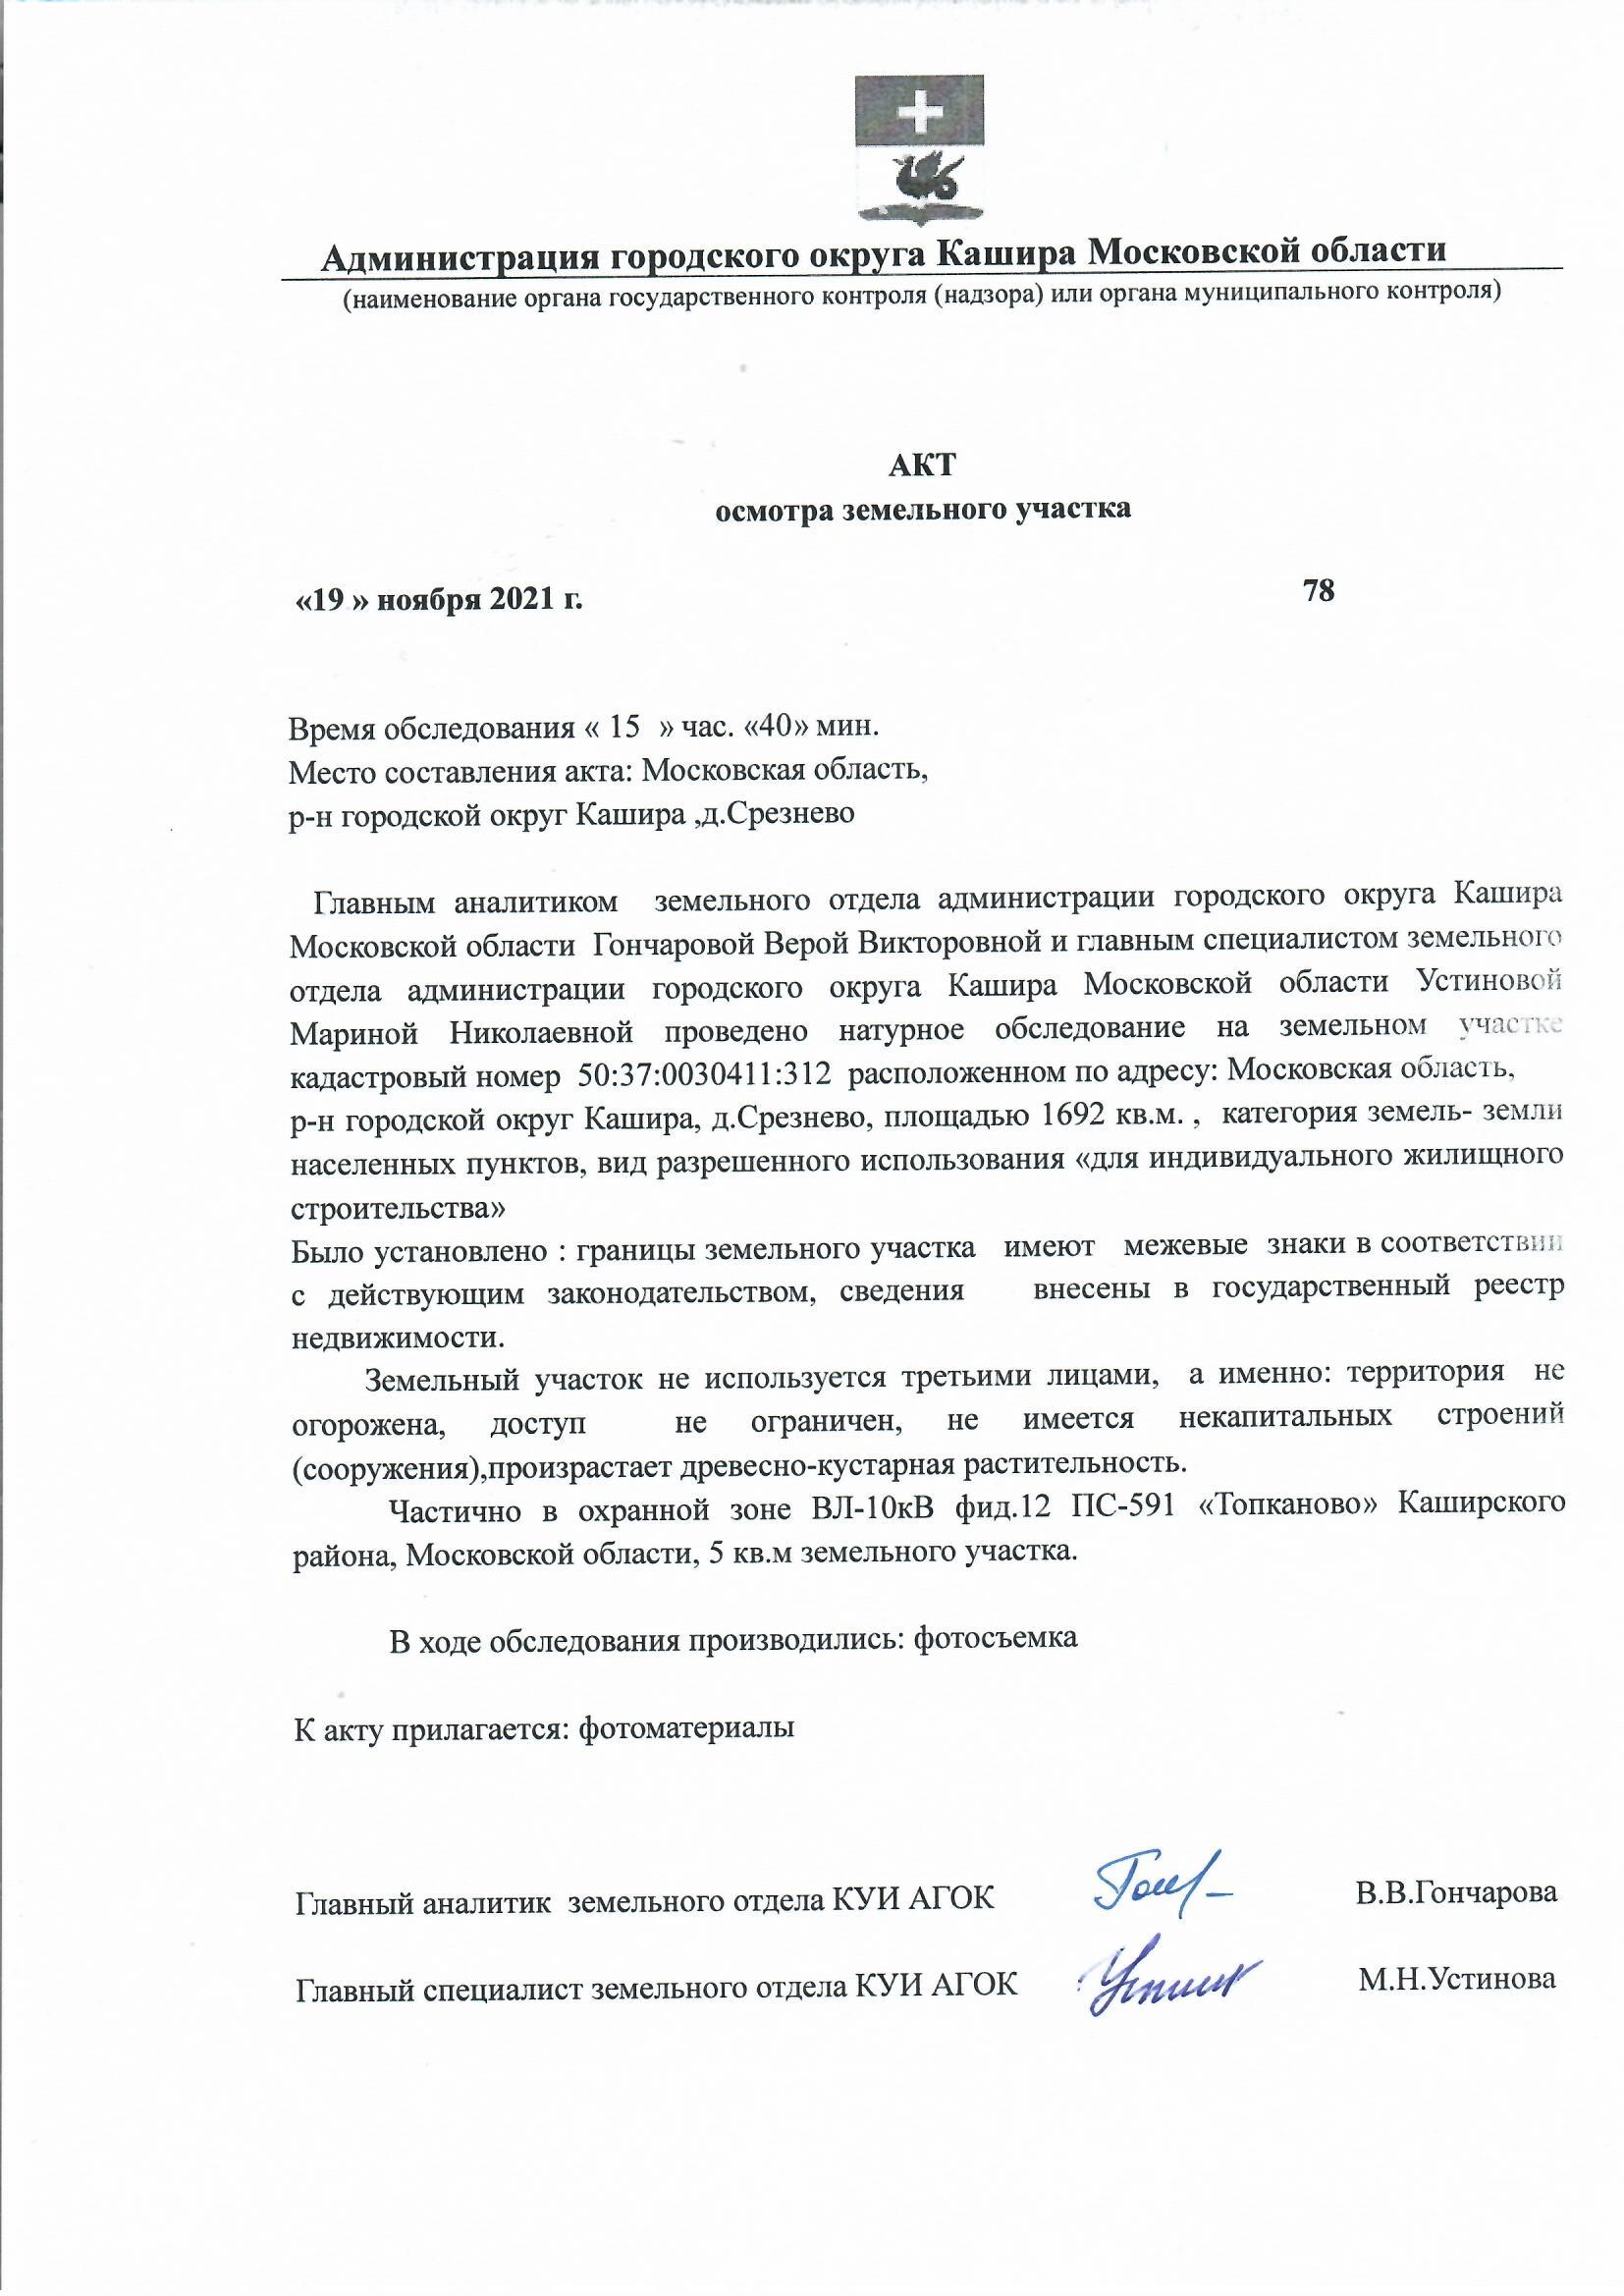 Администрация городского округа Кашира Московской области
(наименование органа государственного контроля (надзора) или органа муниципального контроля)
АКТ
осмотра земельного участка
«19 » ноября 2021 г. 78
Время обследования « 15 » час. «40» мин.
Место составления акта: Московская область,
р-н городской округ Кашира ,д.Срезнево
Главным аналитиком земельного отдела администрации городского округа Кашира
Московской области Гончаровой Верой Викторовной и главным специалистом земельного
отдела администрации городского округа Кашира Московской области Устиновой
Мариной Николаевной проведено натурное обследование на земельном участке
кадастровый номер 50:37:0030411:312 расположенном по адресу: Московская область,
р-н городской округ Кашира, д.Срезнево, площадью 1692 кв.м. , категория земель- земли
населенных пунктов, вид разрешенного использования «для индивидуального жилищного
строительства»
Было установлено : границы земельного участка имеют межевые знаки в соответствии
с действующим законодательством, сведения внесены в государственный реестр
недвижимости.
Земельный участок не используется третьими лицами, а именно: территория не
огорожена, доступ не ограничен, не имеется некапитальных строений
(сооружения),произрастает древесно-кустарная растительность.
Частично в охранной зоне ВЛ-10кВ фид.12 ПС-591 «Топканово» Каширского
района, Московской области, 5 кв.м земельного участка.
В ходе обследования производились: фотосъемка
К акту прилагается: фотоматериалы
Главный аналитик земельного отдела КУИ АГОК В.В.Гончарова
Главный специалист земельного отдела КУИ АГОК М.Н.Устинова